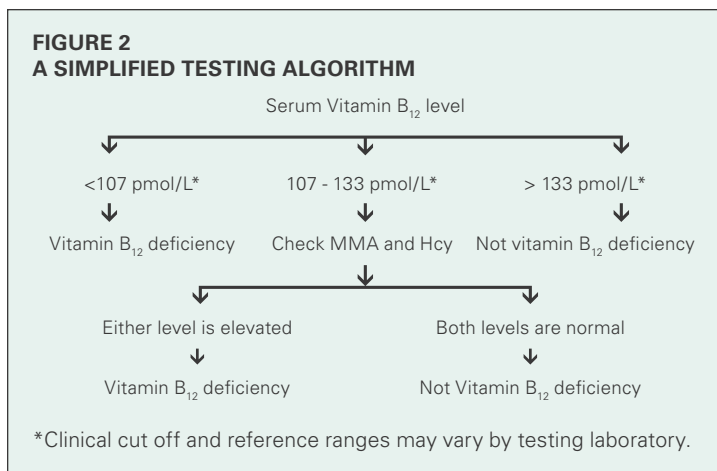 FIGURE 2
A SIMPLIFIED TESTING ALGORITHM
Serum Vitamin B₁₂ level
<107 pmol/L*
107 - 133 pmol/L*
> 133 pmol/L*
Vitamin B₁₂ deficiency
Check MMA and Hcy
Not vitamin B₁₂ deficiency
Either level is elevated
Both levels are normal
Vitamin B₁₂ deficiency
Not Vitamin B₁₂ deficiency
*Clinical cut off and reference ranges may vary by testing laboratory.